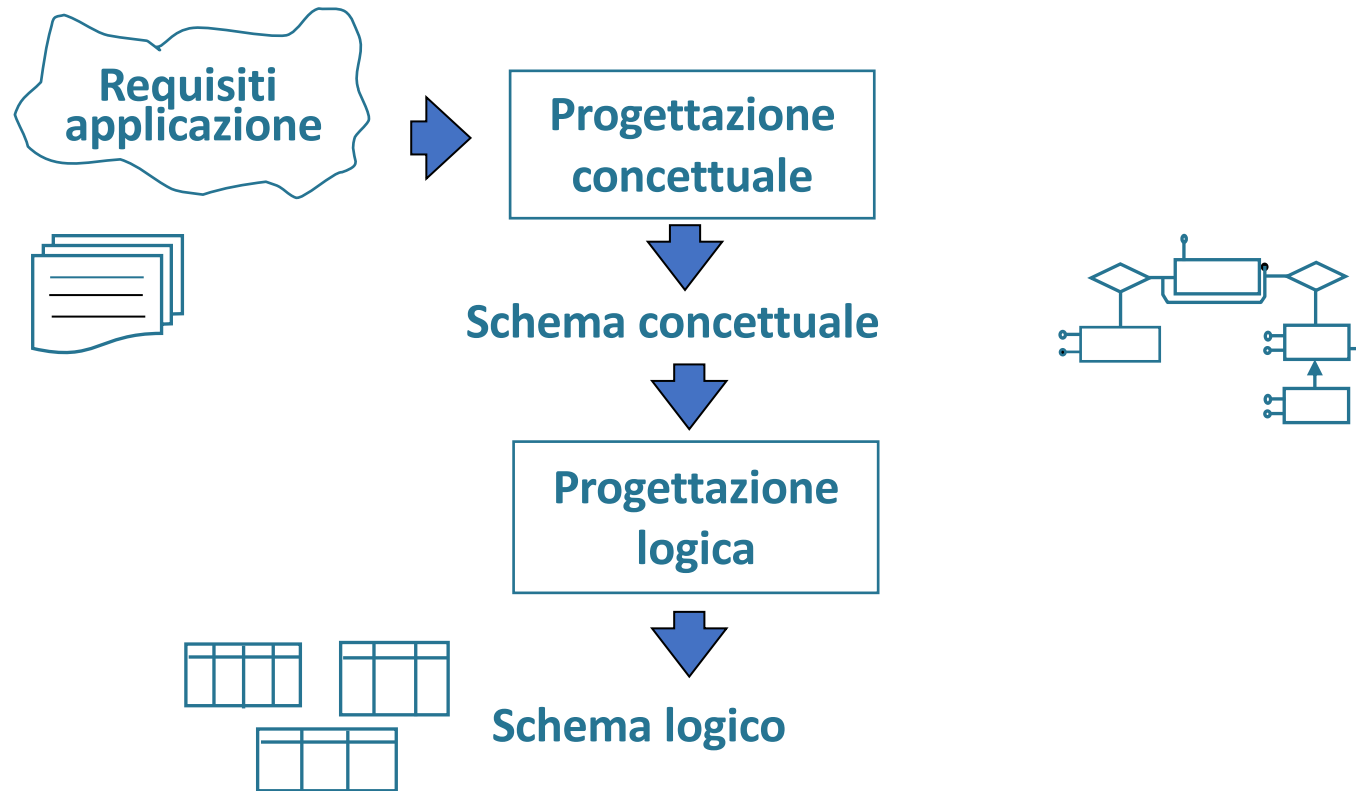 Requisiti
applicazione
Progettazione
concettuale
Schema concettuale
Progettazione
logica
Schema logico